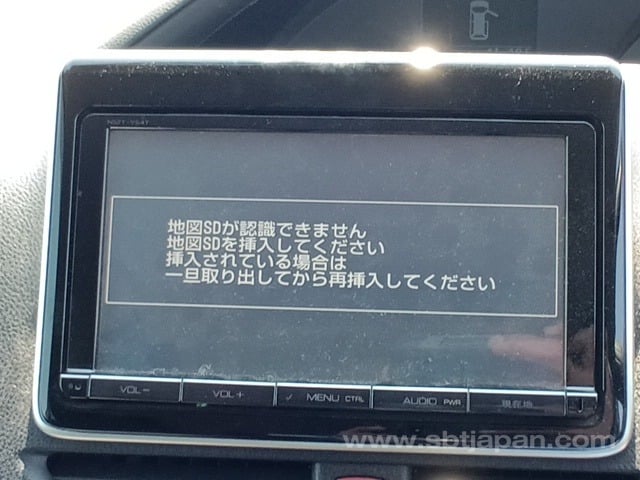 NSZT-Y64T
地図SDが認識できません
地図SDを挿入してください
挿入されている場合は
一旦取り出してから再挿入してください
VOL−
VOL+
MENU CTRL
AUDIO PWR
現在地
www.sbtjapan.com